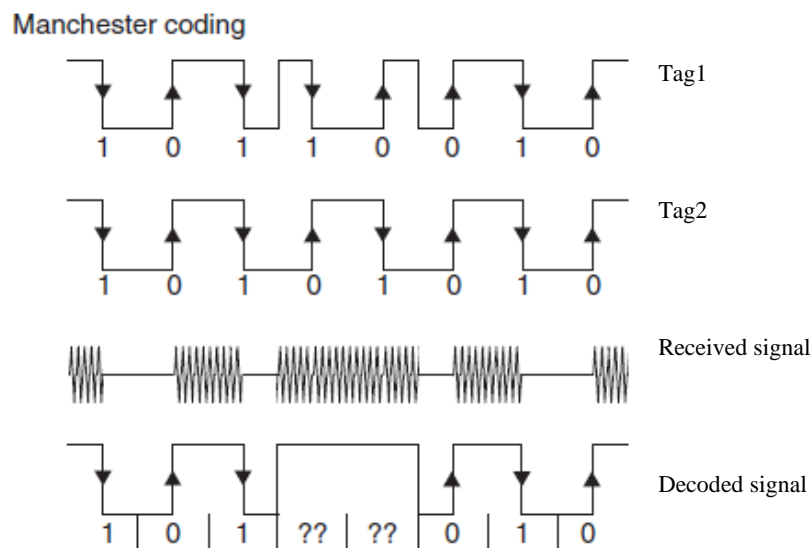 Manchester coding
Tag1
1 0 1 1 0 0 1 0
Tag2
1 0 1 0 1 0 1 0
Received signal
Decoded signal
1 0 1 ?? ?? 0 1 0